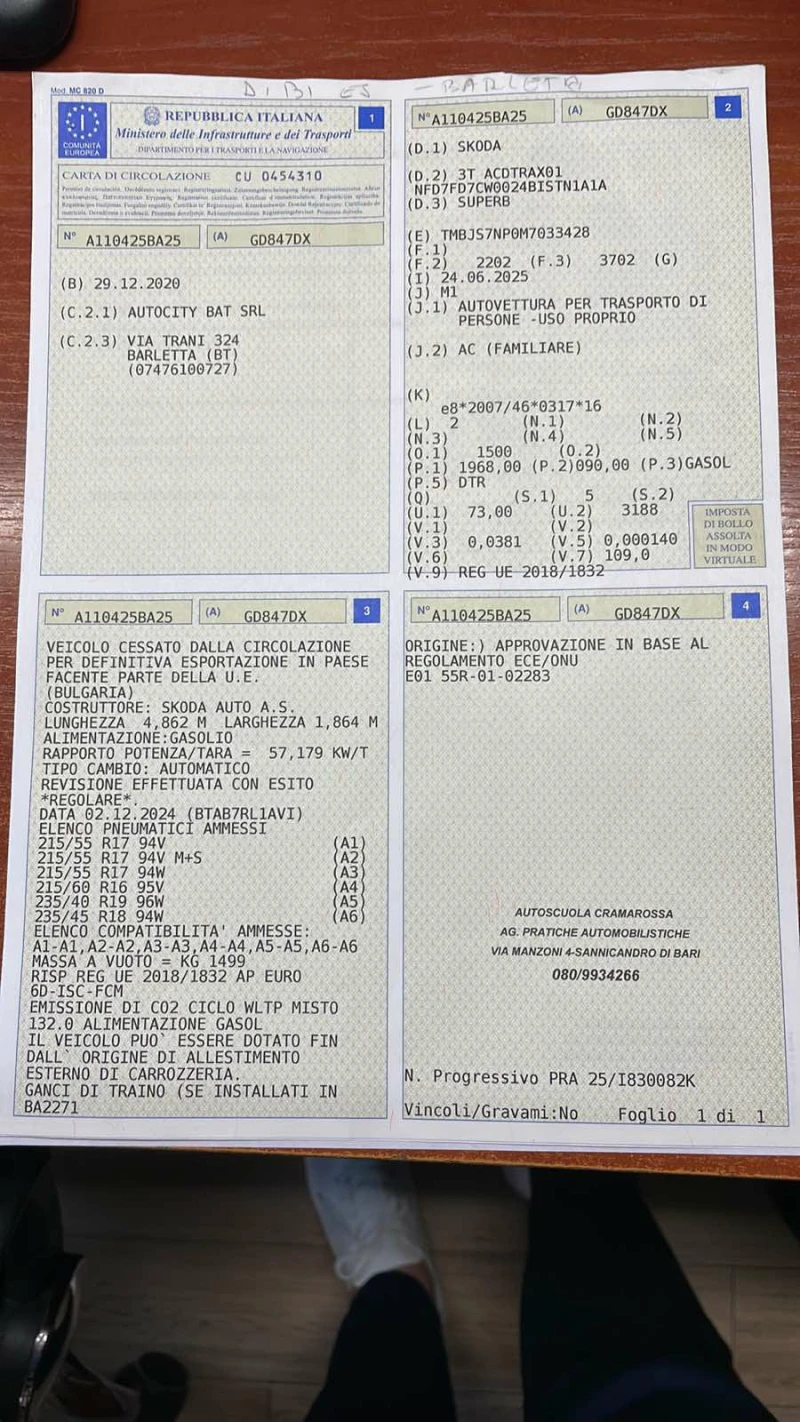 Mod. MC 820 D
DIBI ES - BARLETTA
REPUBBLICA ITALIANA
Ministero delle Infrastrutture e dei Trasporti
DIPARTIMENTO PER I TRASPORTI E LA NAVIGAZIONE
COMUNITÀ EUROPEA
1
CARTA DI CIRCOLAZIONE CU 0454310
N° A110425BA25 (A) GD847DX
(B) 29.12.2020
(C.2.1) AUTOCITY BAT SRL
(C.2.3) VIA TRANI 324
BARLETTA (BT)
(07476100727)
N° A110425BA25 (A) GD847DX 2
(D.1) SKODA
(D.2) 3T ACDTRAX01
NFD7FD7CW0024BISTN1A1A
(D.3) SUPERB
(E) TMBJS7NP0M7033428
(F.1)
(F.2) 2202 (F.3) 3702 (G)
(I) 24.06.2025
(J) M1
(J.1) AUTOVETTURA PER TRASPORTO DI
PERSONE -USO PROPRIO
(J.2) AC (FAMILIARE)
(K)
e8*2007/46*0317*16
(L) 2 (N.1) (N.2)
(N.3) (N.4) (N.5)
(O.1) 1500 (O.2)
(P.1) 1968,00 (P.2)090,00 (P.3)GASOL
(P.5) DTR
(Q) (S.1) 5 (S.2)
(U.1) 73,00 (U.2) 3188
(V.1) (V.2)
(V.3) 0,0381 (V.5) 0,000140
(V.6) (V.7) 109,0
(V.9) REG UE 2018/1832
IMPOSTA
DI BOLLO
ASSOLTA
IN MODO
VIRTUALE
N° A110425BA25 (A) GD847DX 3
VEICOLO CESSATO DALLA CIRCOLAZIONE
PER DEFINITIVA ESPORTAZIONE IN PAESE
FACENTE PARTE DELLA U.E.
(BULGARIA)
COSTRUTTORE: SKODA AUTO A.S.
LUNGHEZZA 4,862 M LARGHEZZA 1,864 M
ALIMENTAZIONE:GASOLIO
RAPPORTO POTENZA/TARA = 57,179 KW/T
TIPO CAMBIO: AUTOMATICO
REVISIONE EFFETTUATA CON ESITO
*REGOLARE*.
DATA 02.12.2024 (BTAB7RL1AVI)
ELENCO PNEUMATICI AMMESSI
215/55 R17 94V (A1)
215/55 R17 94V M+S (A2)
215/55 R17 94W (A3)
215/60 R16 95V (A4)
235/40 R19 96W (A5)
235/45 R18 94W (A6)
ELENCO COMPATIBILITA' AMMESSE:
A1-A1,A2-A2,A3-A3,A4-A4,A5-A5,A6-A6
MASSA A VUOTO = KG 1499
RISP REG UE 2018/1832 AP EURO
6D-ISC-FCM
EMISSIONE DI CO2 CICLO WLTP MISTO
132.0 ALIMENTAZIONE GASOL
IL VEICOLO PUO` ESSERE DOTATO FIN
DALL` ORIGINE DI ALLESTIMENTO
ESTERNO DI CARROZZERIA.
GANCI DI TRAINO (SE INSTALLATI IN
BA2271
N° A110425BA25 (A) GD847DX 4
ORIGINE:) APPROVAZIONE IN BASE AL
REGOLAMENTO ECE/ONU
E01 55R-01-02283
AUTOSCUOLA CRAMAROSSA
AG. PRATICHE AUTOMOBILISTICHE
VIA MANZONI 4-SANNICANDRO DI BARI
080/9934266
N. Progressivo PRA 25/I830082K
Vincoli/Gravami:No Foglio 1 di 1